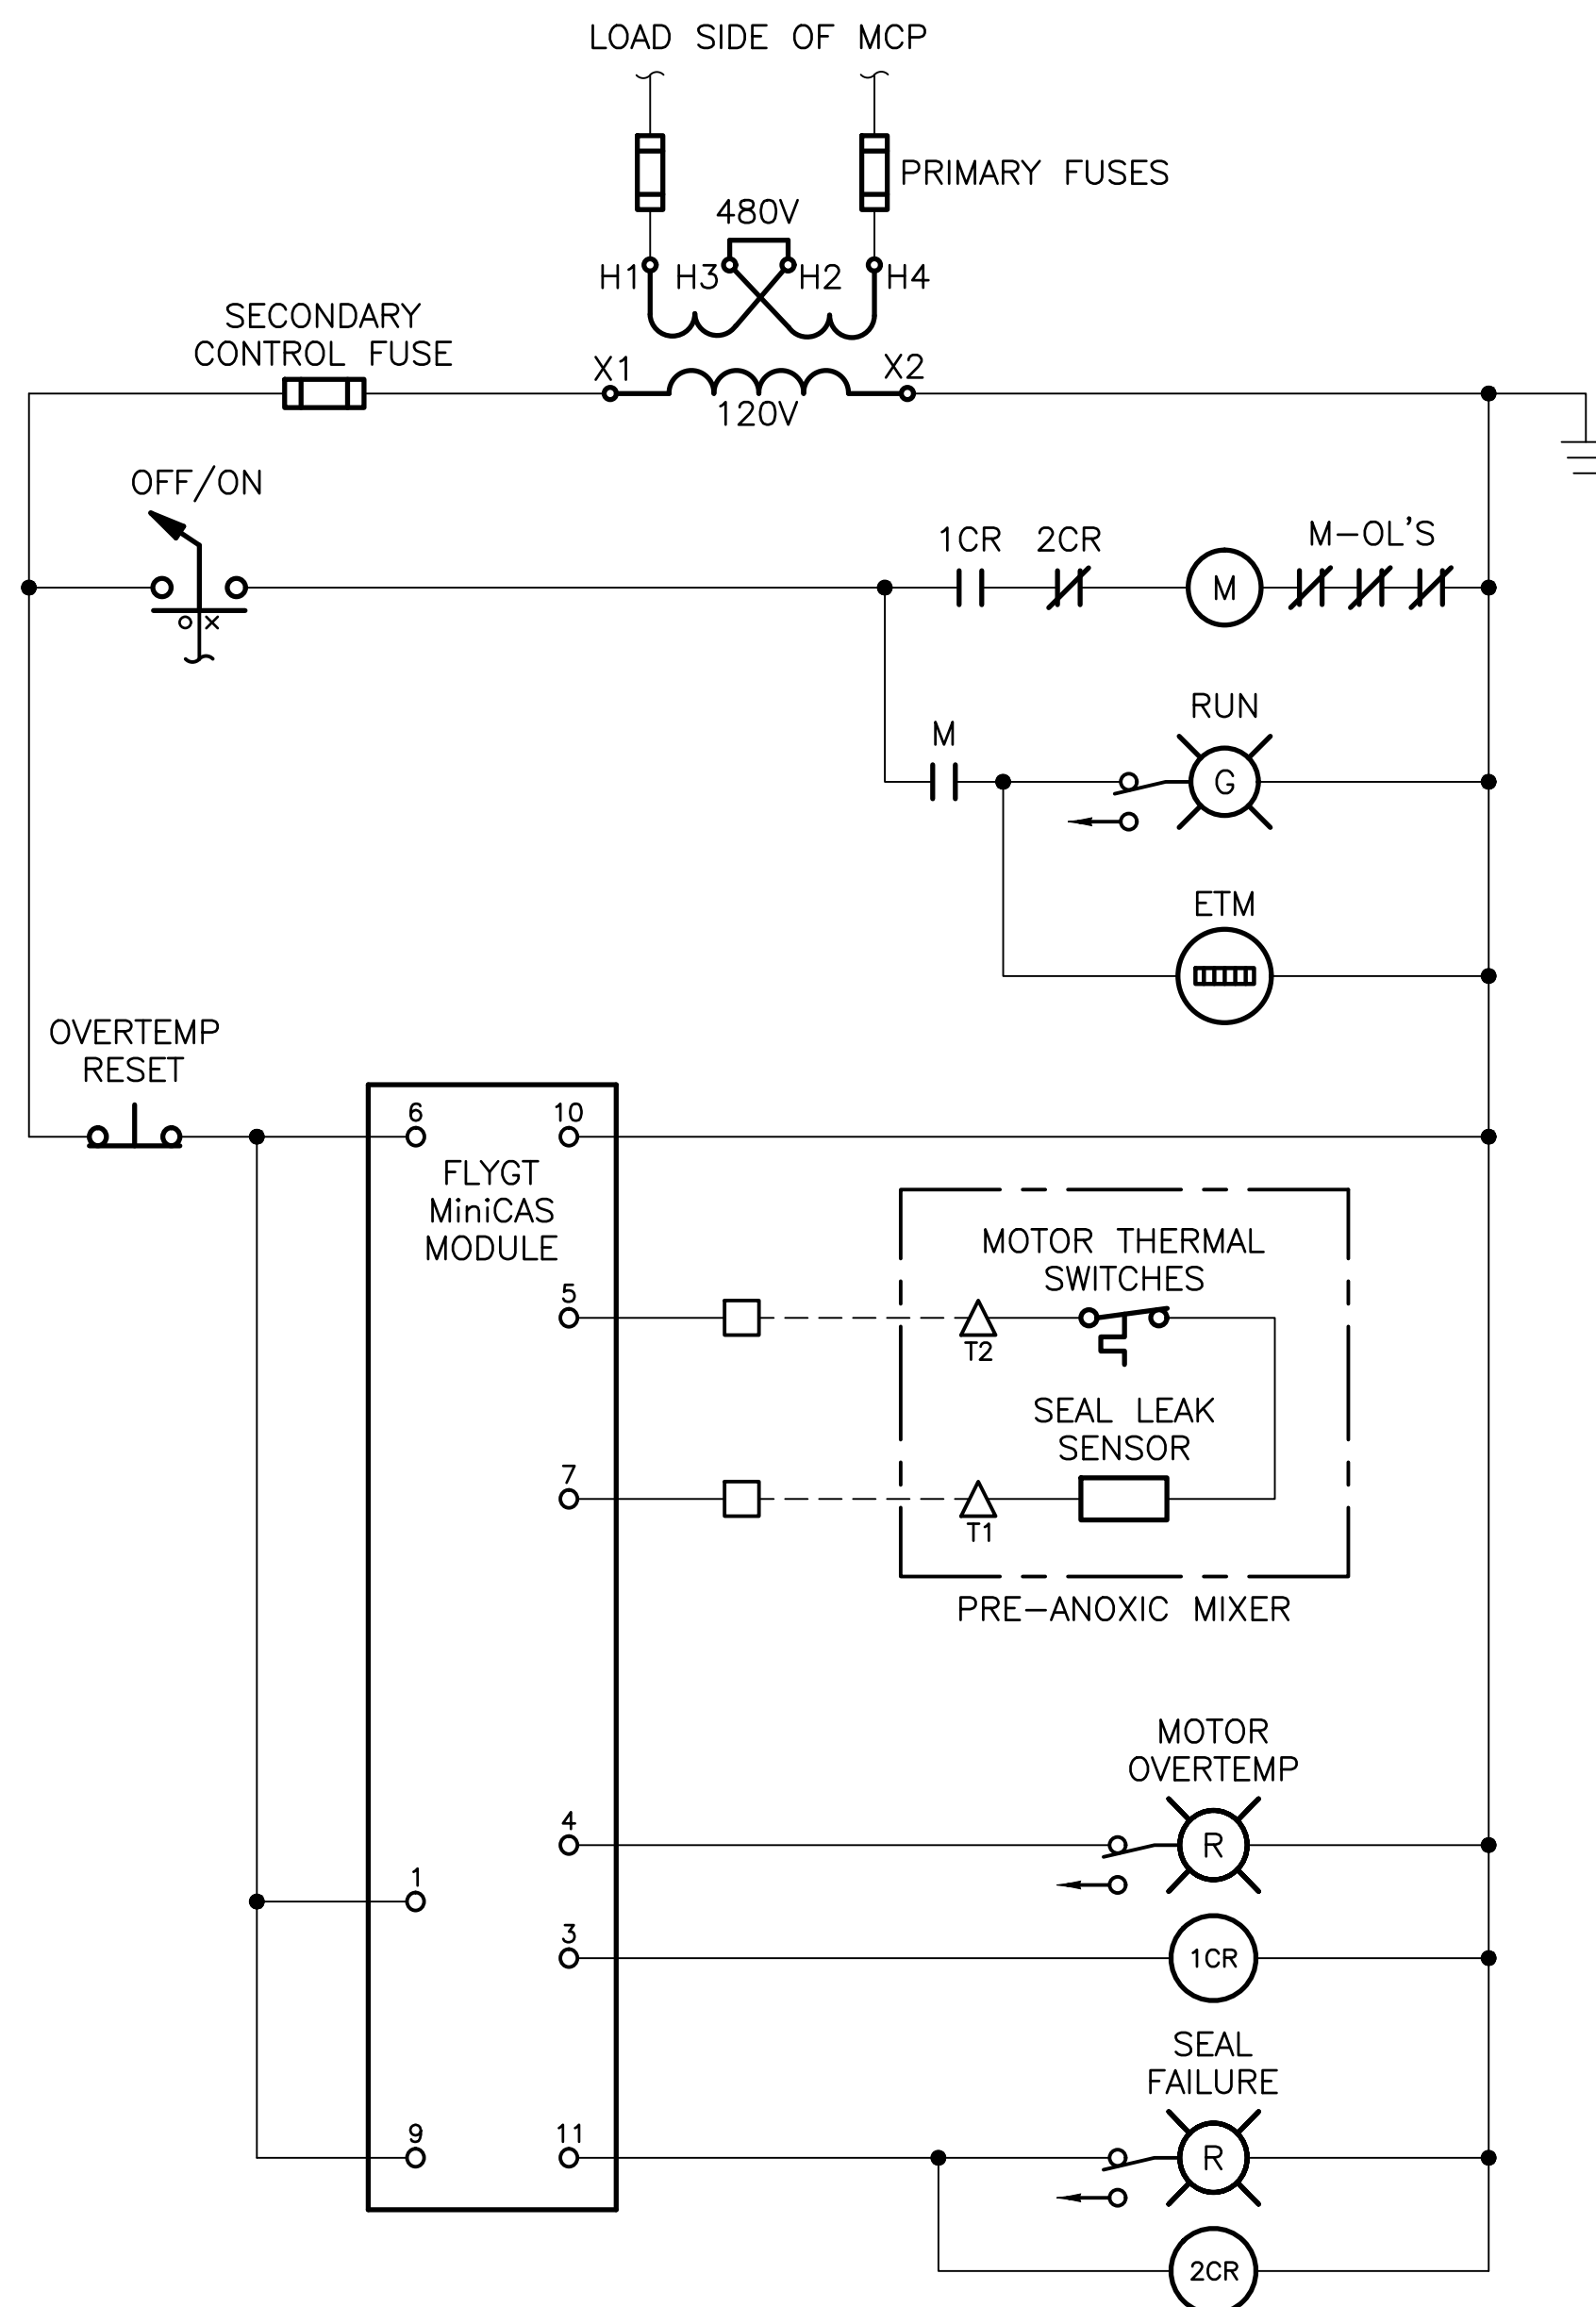 LOAD SIDE OF MCP
PRIMARY FUSES
480V
H1 H3 H2 H4
SECONDARY
CONTROL FUSE
X1 X2
120V
OFF/ON
O X
1CR 2CR M-OL'S
M
RUN
M
G
ETM
OVERTEMP
RESET
6 10
FLYGT
MiniCAS
MODULE
MOTOR THERMAL
SWITCHES
5
T2
SEAL LEAK
SENSOR
7
T1
PRE-ANOXIC MIXER
MOTOR
OVERTEMP
4
R
1
3
1CR
SEAL
FAILURE
9 11
R
2CR